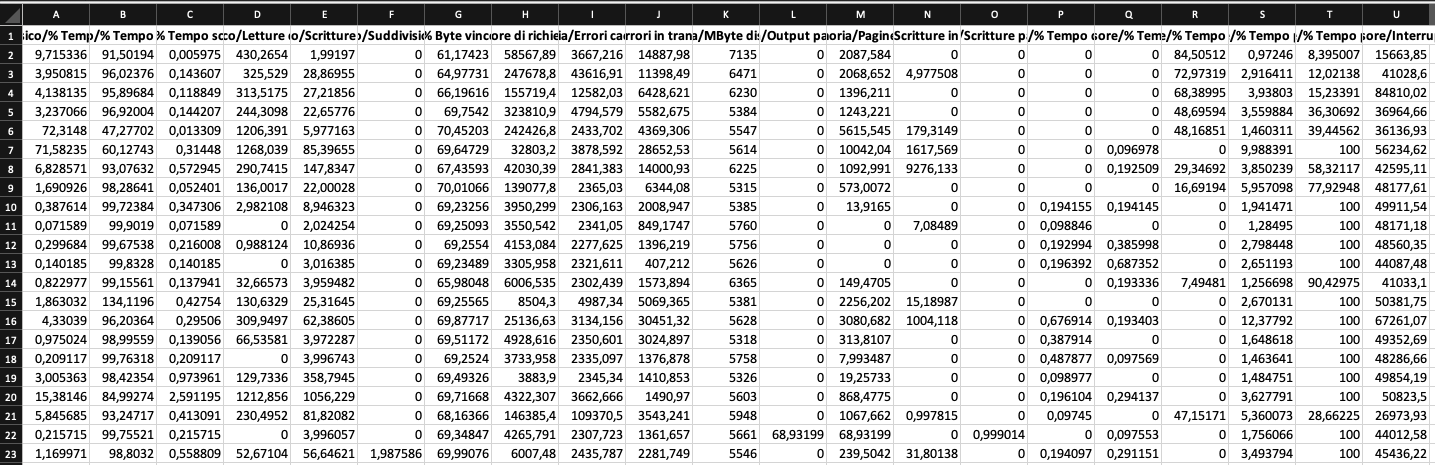 A B C D E F G H I J K L M N O P Q R S T U
1 sico/% Temp o/% Tempo % Tempo sc co/Letture o/Scritture o/Suddivisi % Byte vinc ore di richie ia/Errori ca rrori in tran a/MByte di /Output pa oria/Pagin Scritture in /Scritture p /% Tempo sore/% Tem /% Tempo /% Tempo /% Tempo sore/Interru
2 9,715336 91,50194 0,005975 430,2654 1,99197 0 61,17423 58567,89 3667,216 14887,98 7135 0 2087,584 0 0 0 0 84,50512 0,97246 8,395007 15663,85
3 3,950815 96,02376 0,143607 325,529 28,86955 0 64,97731 247678,8 43616,91 11398,49 6471 0 2068,652 4,977508 0 0 0 72,97319 2,916411 12,02138 41028,6
4 4,138135 95,89684 0,118849 313,5175 27,21856 0 66,19616 155719,4 12582,03 6428,621 6230 0 1396,211 0 0 0 0 68,38995 3,93803 15,23391 84810,02
5 3,237066 96,92004 0,144207 244,3098 22,65776 0 69,7542 323810,9 4794,579 5582,675 5384 0 1243,221 0 0 0 0 48,69594 3,559884 36,30692 36964,66
6 72,3148 47,27702 0,013309 1206,391 5,977163 0 70,45203 242426,8 2433,702 4369,306 5547 0 5615,545 179,3149 0 0 0 48,16851 1,460311 39,44562 36136,93
7 71,58235 60,12743 0,31448 1268,039 85,39655 0 69,64729 32803,2 3878,592 28652,53 5614 0 10042,04 1617,569 0 0 0,096978 0 9,988391 100 56234,62
8 6,828571 93,07632 0,572945 290,7415 147,8347 0 67,43593 42030,39 2841,383 14000,93 6225 0 1092,991 9276,133 0 0 0,192509 29,34692 3,850239 58,32117 42595,11
9 1,690926 98,28641 0,052401 136,0017 22,00028 0 70,01066 139077,8 2365,03 6344,08 5315 0 573,0072 0 0 0 0 16,69194 5,957098 77,92948 48177,61
10 0,387614 99,72384 0,347306 2,982108 8,946323 0 69,23256 3950,299 2306,163 2008,947 5385 0 13,9165 0 0 0,194155 0,194145 0 1,941471 100 49911,54
11 0,071589 99,9019 0,071589 0 2,024254 0 69,25093 3550,542 2341,05 849,1747 5760 0 0 7,08489 0 0,098846 0 0 1,28495 100 48171,18
12 0,299684 99,67538 0,216008 0,988124 10,86936 0 69,2554 4153,084 2277,625 1396,219 5756 0 0 0 0 0,192994 0,385998 0 2,798448 100 48560,35
13 0,140185 99,8328 0,140185 0 3,016385 0 69,23489 3305,958 2321,611 407,212 5626 0 0 0 0 0,196392 0,687352 0 2,651193 100 44087,48
14 0,822977 99,15561 0,137941 32,66573 3,959482 0 65,98048 6006,535 2302,439 1573,894 6365 0 149,4705 0 0 0 0,193336 7,49481 1,256698 90,42975 41033,1
15 1,863032 134,1196 0,42754 130,6329 25,31645 0 69,25565 8504,3 4987,34 5069,365 5381 0 2256,202 15,18987 0 0 0 0 2,670131 100 50381,75
16 4,33039 96,20364 0,29506 309,9497 62,38605 0 69,87717 25136,63 3134,156 30451,32 5628 0 3080,682 1004,118 0 0,676914 0,193403 0 12,37792 100 67261,07
17 0,975024 98,99559 0,139056 66,53581 3,972287 0 69,51172 4928,616 2350,601 3024,897 5318 0 313,8107 0 0 0,387914 0 0 1,648618 100 49352,69
18 0,209117 99,76318 0,209117 0 3,996743 0 69,2524 3733,958 2335,097 1376,878 5758 0 7,993487 0 0 0,487877 0,097569 0 1,463641 100 48286,66
19 3,005363 98,42354 0,973961 129,7336 358,7945 0 69,49326 3883,9 2345,34 1410,853 5326 0 19,25733 0 0 0,098977 0 0 1,484751 100 49854,19
20 15,38146 84,99274 2,591195 1212,856 1056,229 0 69,71668 4322,307 3662,666 1490,97 5603 0 868,4775 0 0 0,196104 0,294137 0 3,627791 100 50823,5
21 5,845685 93,24717 0,413091 230,4952 81,82082 0 68,16366 146385,4 109370,5 3543,241 5948 0 1067,662 0,997815 0 0,09745 0 47,15171 5,360073 28,66225 26973,93
22 0,215715 99,75521 0,215715 0 3,996057 0 69,34847 4265,791 2307,723 1361,657 5661 68,93199 68,93199 0 0,999014 0 0,097553 0 1,756066 100 44012,58
23 1,169971 98,8032 0,558809 52,67104 56,64621 1,987586 69,99076 6007,48 2435,787 2281,749 5546 0 239,5042 31,80138 0 0,194097 0,291151 0 3,493794 100 45436,22